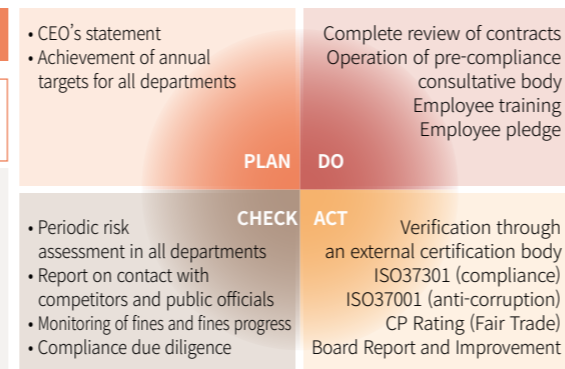 • CEO's statement
• Achievement of annual
targets for all departments
PLAN
Complete review of contracts
Operation of pre-compliance
consultative body
Employee training
Employee pledge
DO
CHECK
• Periodic risk
assessment in all departments
• Report on contact with
competitors and public officials
• Monitoring of fines and fines progress
• Compliance due diligence
ACT
Verification through
an external certification body
ISO37301 (compliance)
ISO37001 (anti-corruption)
CP Rating (Fair Trade)
Board Report and Improvement